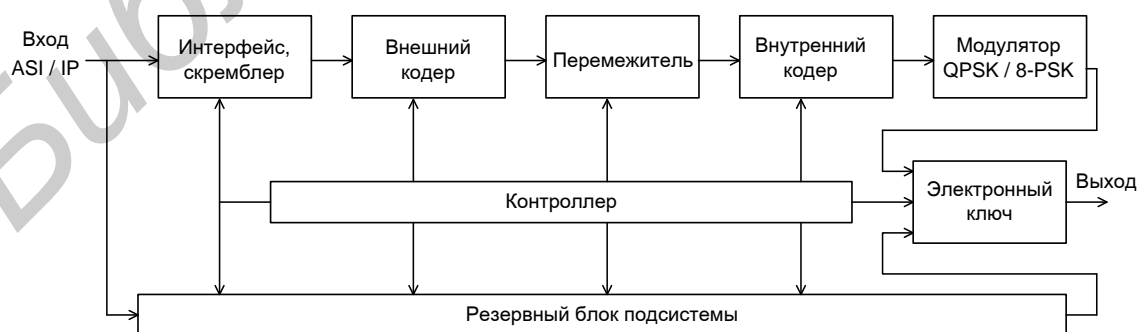 Библ
Вход
ASI / IP
Интерфейс,
скремблер
Внешний
кодер
Перемежитель
Внутренний
кодер
Модулятор
QPSK / 8-PSK
Контроллер
Электронный
ключ
Выход
Резервный блок подсистемы